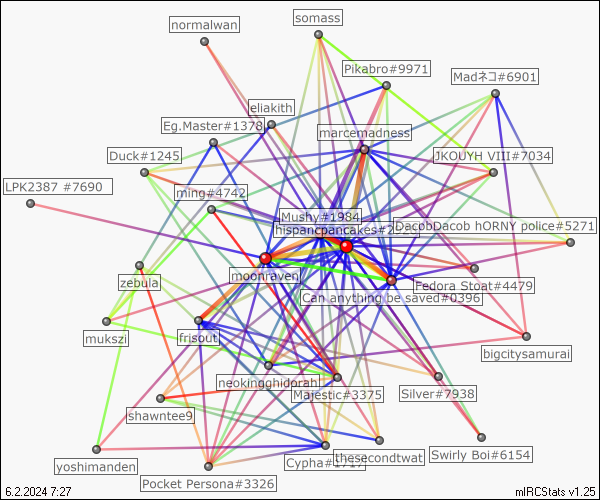 somass
normalwan
Pikabro#9971
Madネコ#6901
eliakith
Eg.Master#1378
marcemadness
Duck#1245
JKOUYH VIII#7034
LPK2387 #7690
ming#4742
Mushy#1984
DacobDacob hORNY police#5271
hispancpancakes#2
moonraven
zebula
Fedora Stoat#4479
Can anything be saved#0396
mukszi
frisout
bigcitysamurai
neokingghidorah
Majestic#3375
Silver#7938
shawntee9
Swirly Boi#6154
thesecondtwat
yoshimanden
Cypha#1717
Pocket Persona#3326
6.2.2024 7:27
mIRCStats v1.25